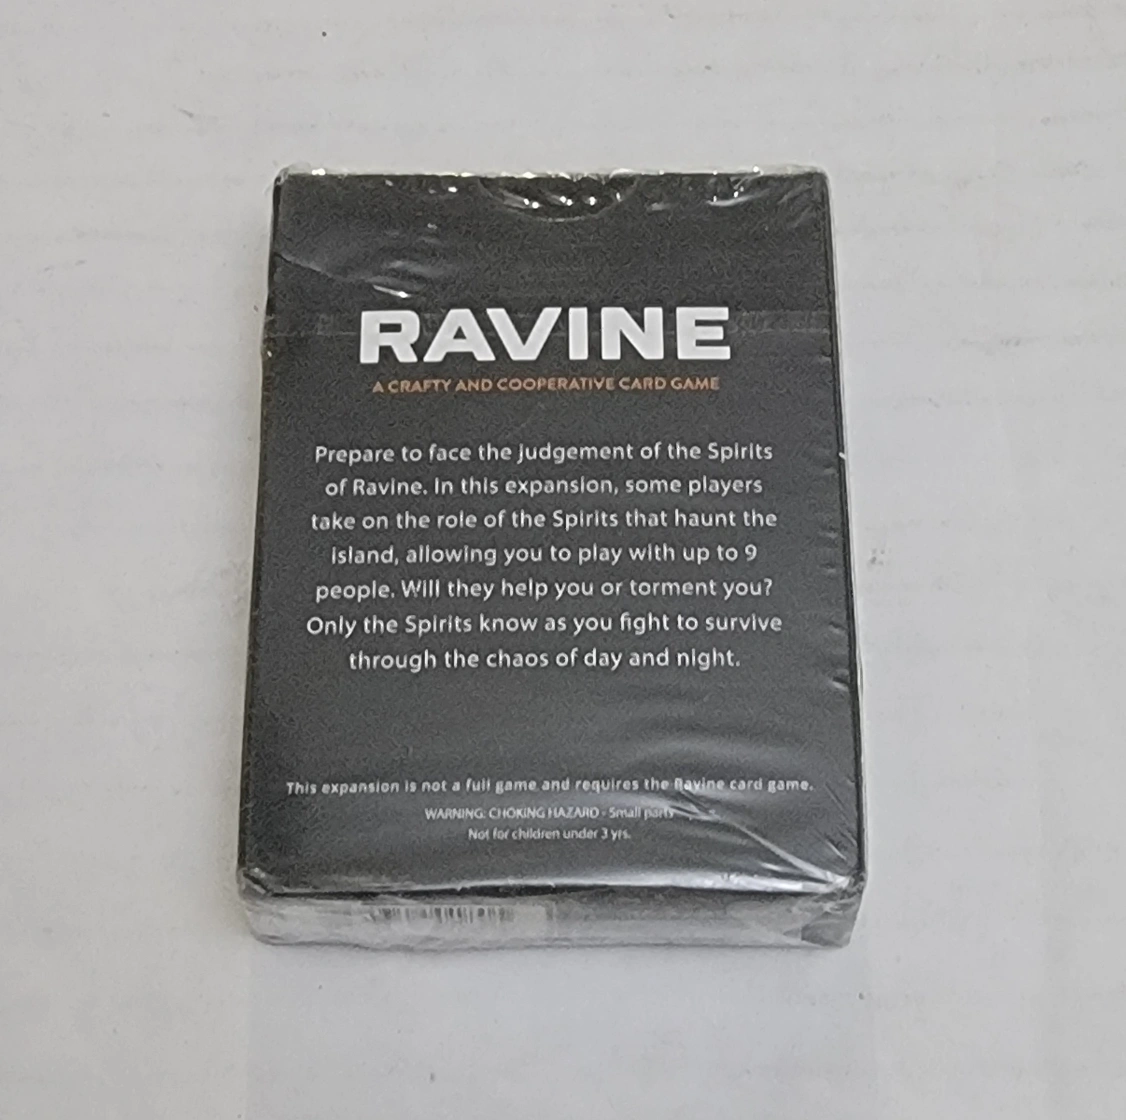 RAVINE
A CRAFTY AND COOPERATIVE CARD GAME
Prepare to face the judgement of the Spirits
of Ravine. In this expansion, some players
take on the role of the Spirits that haunt the
island, allowing you to play with up to 9
people. Will they help you or torment you?
Only the Spirits know as you fight to survive
through the chaos of day and night.
This expansion is not a full game and requires the Ravine card game.
WARNING: CHOKING HAZARD - Small parts
Not for children under 3 yrs.